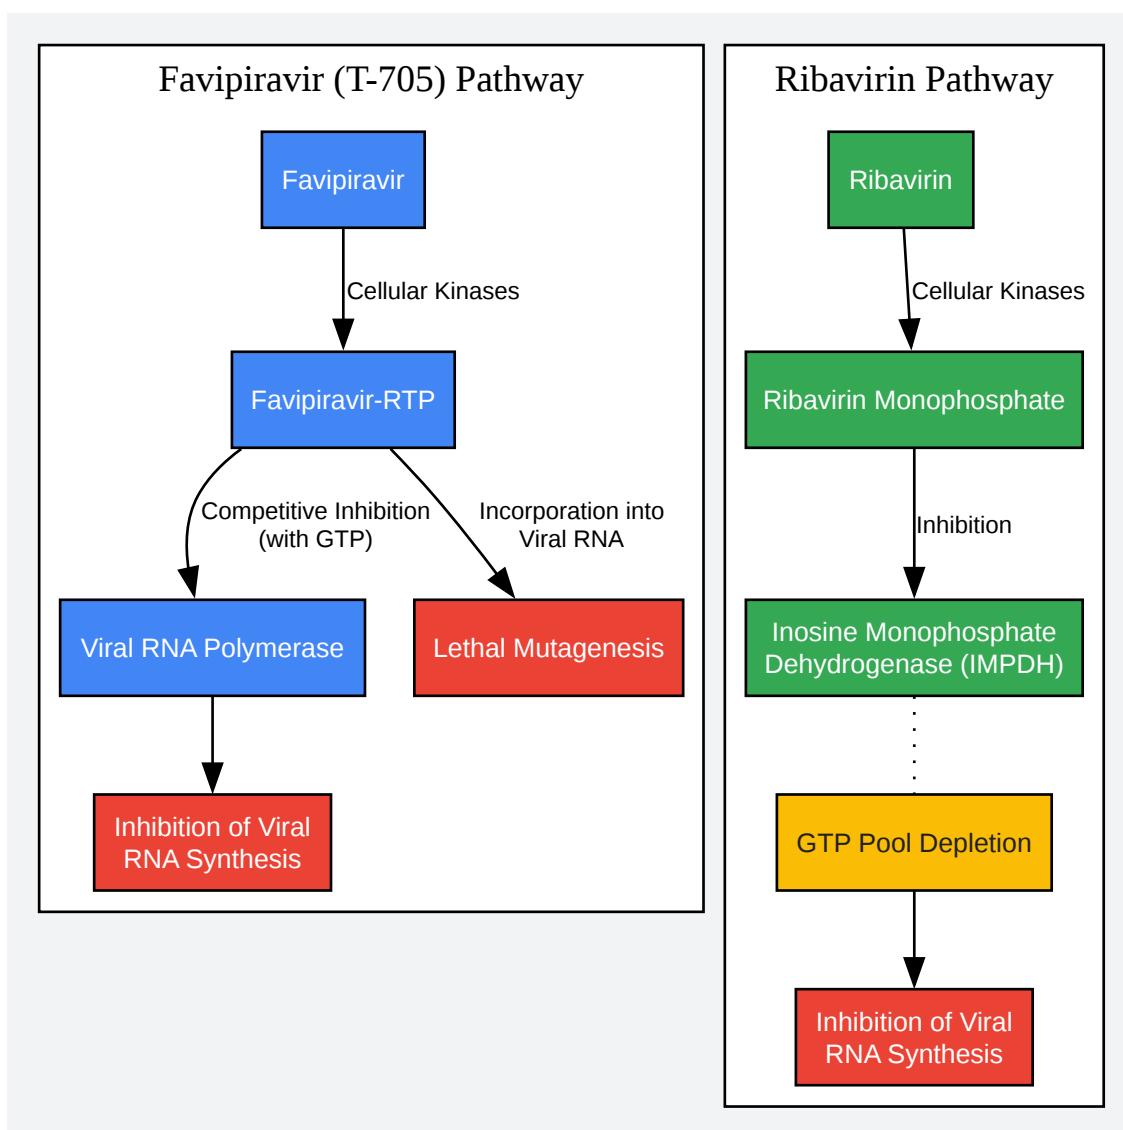 Favipiravir (T-705) Pathway
Favipiravir
Cellular Kinases
Favipiravir-RTP
Competitive Inhibition
(with GTP)
Incorporation into
Viral RNA
Viral RNA Polymerase
Lethal Mutagenesis
Inhibition of Viral
RNA Synthesis
Ribavirin Pathway
Ribavirin
Cellular Kinases
Ribavirin Monophosphate
Inhibition
Inosine Monophosphate
Dehydrogenase (IMPDH)
GTP Pool Depletion
Inhibition of Viral
RNA Synthesis